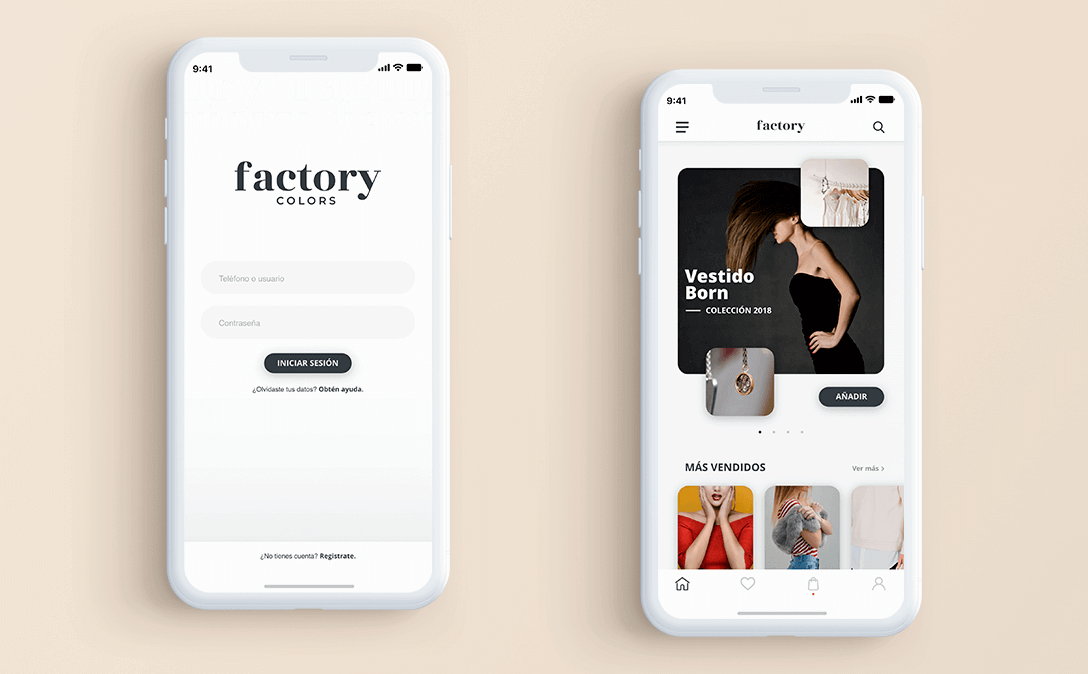 9:41
factory
COLORS
Teléfono o usuario
Contraseña
INICIAR SESIÓN
¿Olvidaste tus datos? Obtén ayuda.
¿No tienes cuenta? Registrate.
9:41
factory
Vestido
Born
COLECCIÓN 2018
AÑADIR
MÁS VENDIDOS
Ver más >